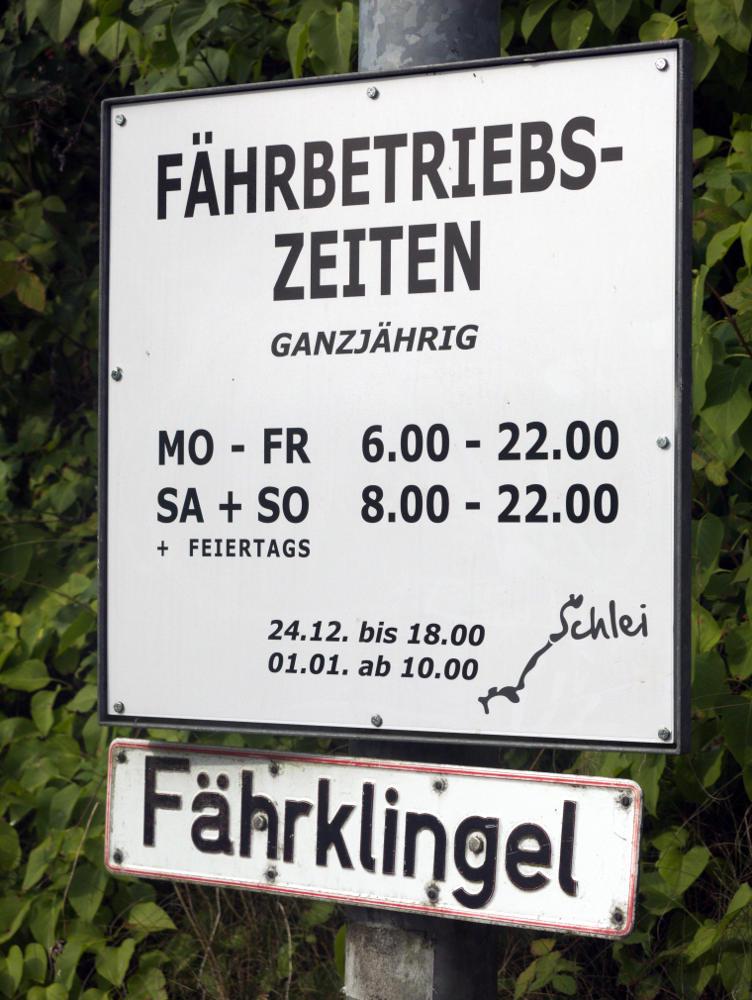 FÄHRBETRIEBS-
ZEITEN
GANZJÄHRIG
MO - FR 6.00 - 22.00
SA + SO 8.00 - 22.00
+ FEIERTAGS
24.12. bis 18.00
01.01. ab 10.00
Schlei
Fährklingel